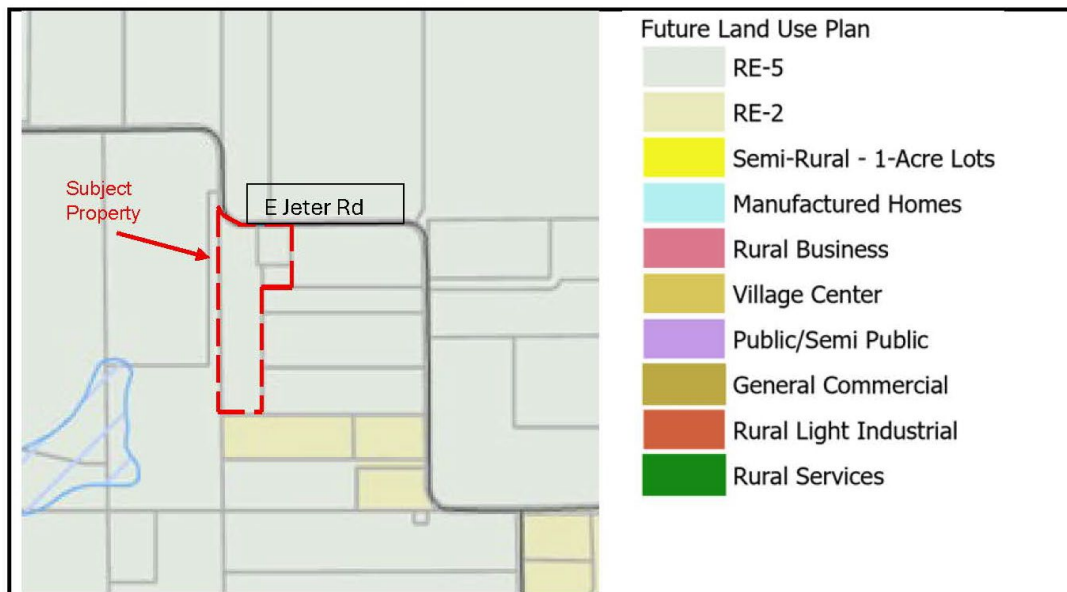 Future Land Use Plan
RE-5
RE-2
Semi-Rural - 1-Acre Lots
Manufactured Homes
Rural Business
Village Center
Public/Semi Public
General Commercial
Rural Light Industrial
Rural Services
Subject
Property
E Jeter Rd